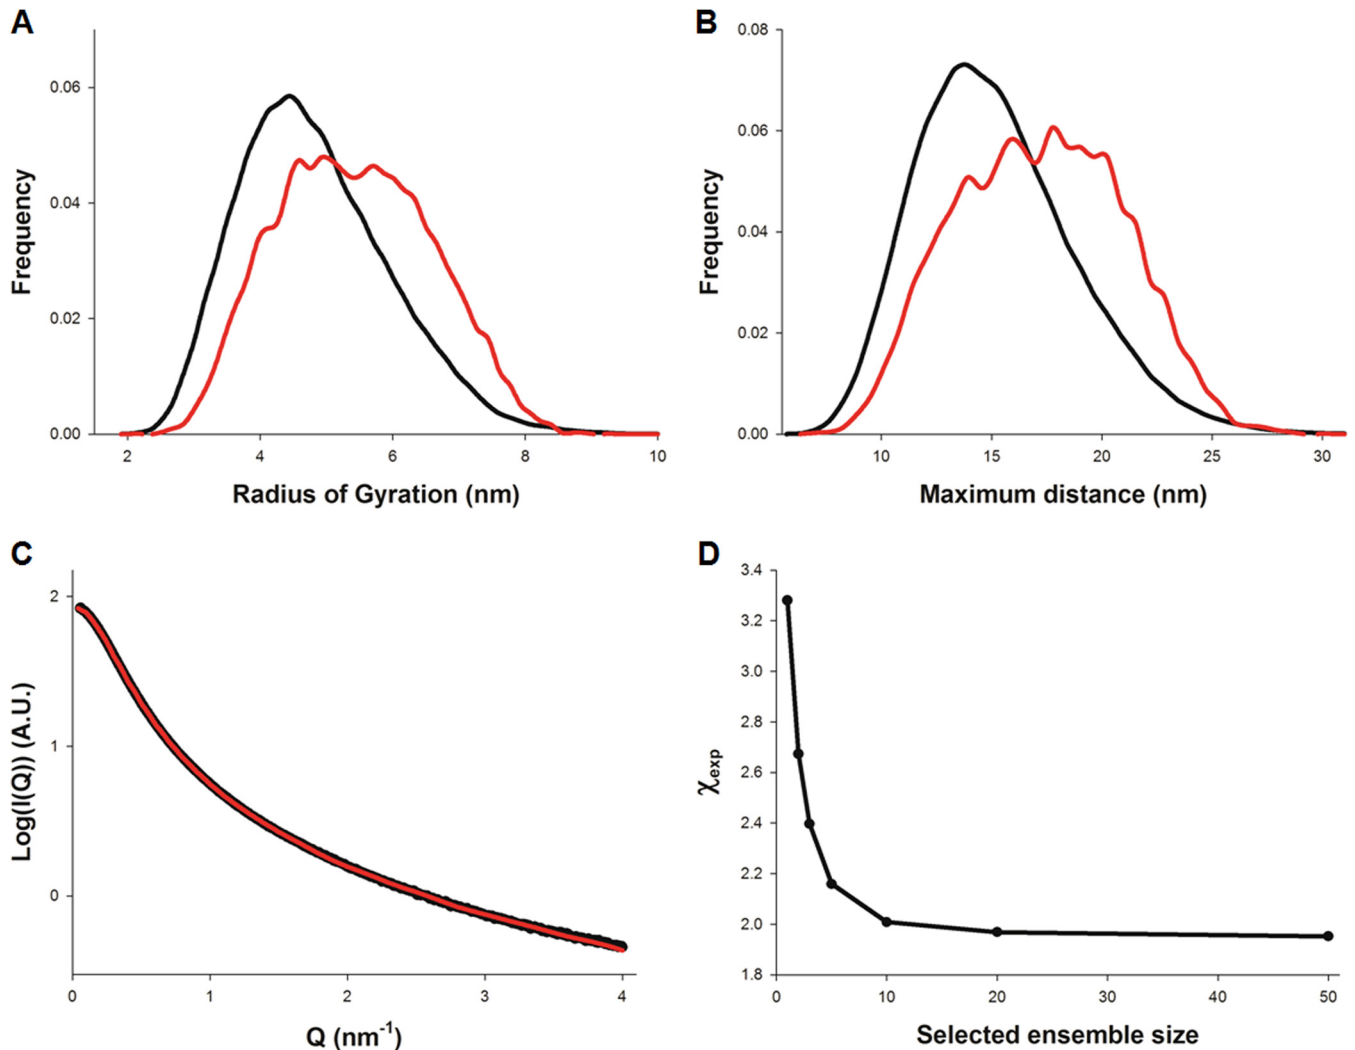 A
0.06
0.04
0.02
0.00
Frequency
2 4 6 8 10
Radius of Gyration (nm)
B
0.08
0.06
0.04
0.02
0.00
Frequency
10 15 20 25 30
Maximum distance (nm)
C
2
1
0
Log(I(Q)) (A.U.)
0 1 2 3 4
Q (nm⁻¹)
D
3.4
3.2
3.0
2.8
2.6
2.4
2.2
2.0
1.8
χexp
0 10 20 30 40 50
Selected ensemble size